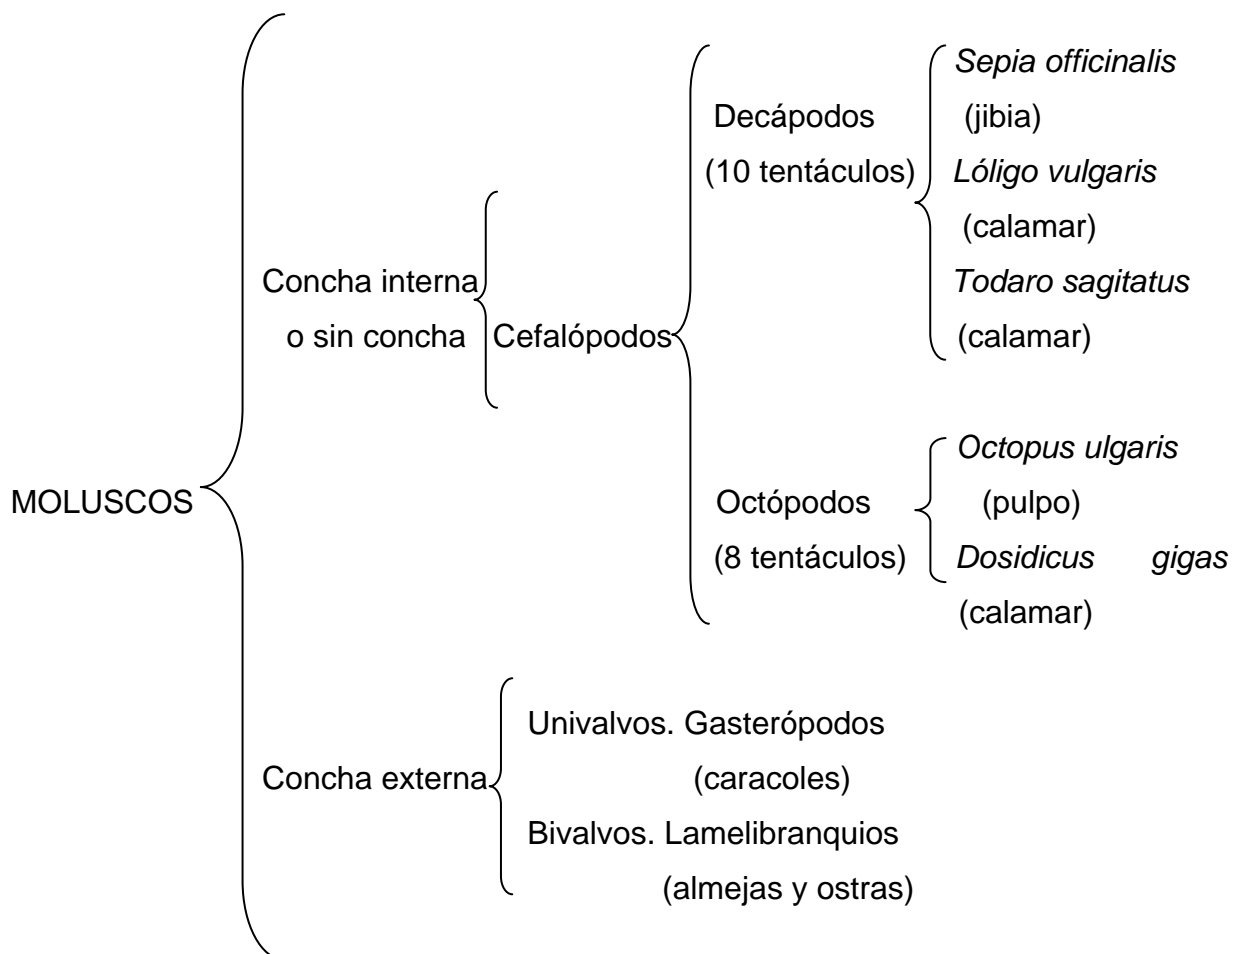 MOLUSCOS
Concha interna
o sin concha
Cefalópodos
Decápodos
(10 tentáculos)
Sepia officinalis
(jibia)
Lóligo vulgaris
(calamar)
Todaro sagitatus
(calamar)
Octópodos
(8 tentáculos)
Octopus ulgaris
(pulpo)
Dosidicus gigas
(calamar)
Concha externa
Univalvos. Gasterópodos
(caracoles)
Bivalvos. Lamelibranquios
(almejas y ostras)